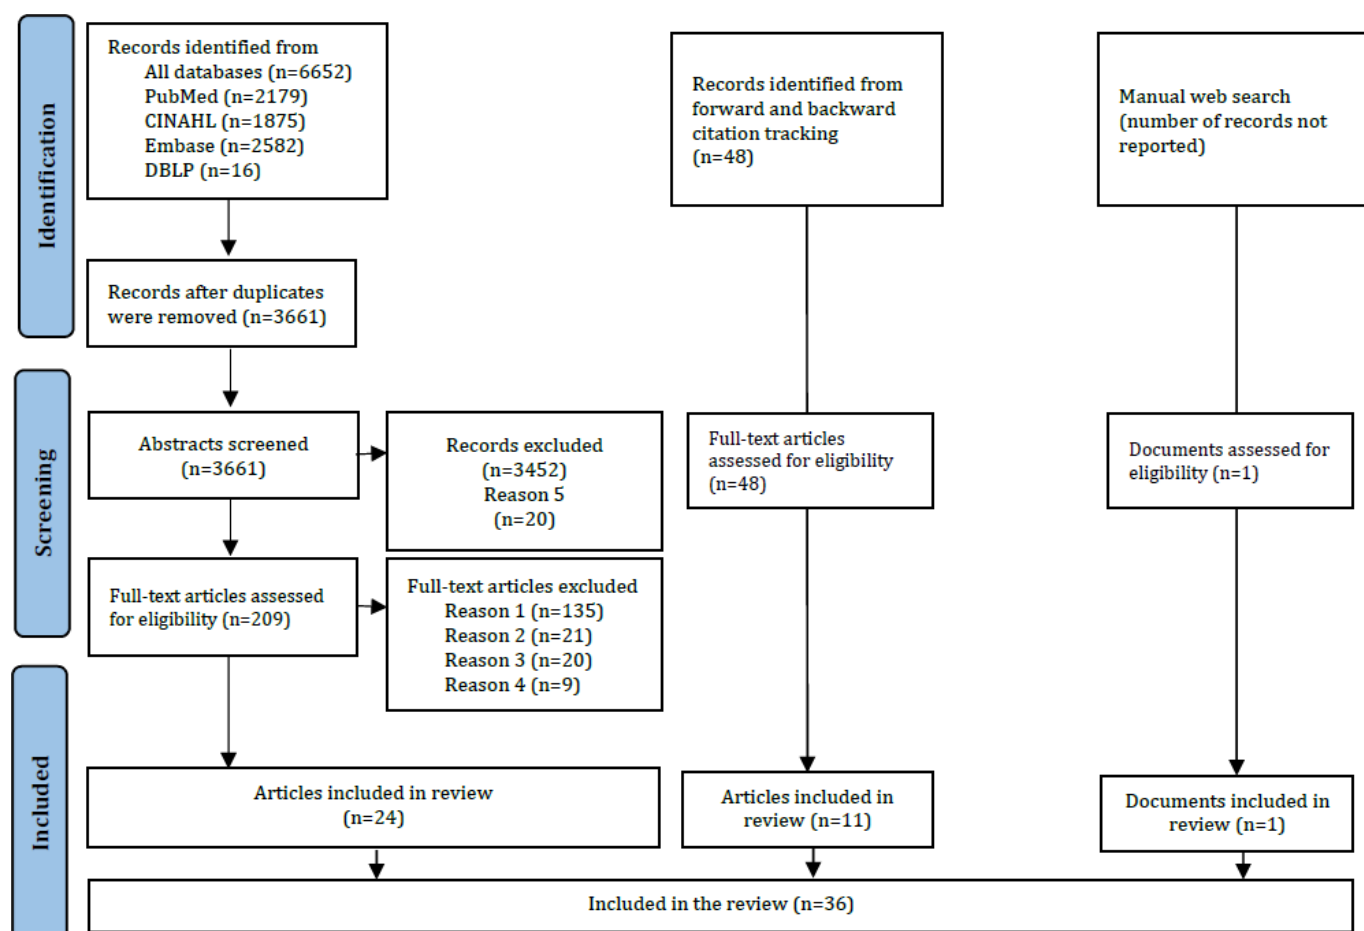 Identification
Records identified from
All databases (n=6652)
PubMed (n=2179)
CINAHL (n=1875)
Embase (n=2582)
DBLP (n=16)
Records identified from
forward and backward
citation tracking
(n=48)
Manual web search
(number of records not
reported)
Records after duplicates
were removed (n=3661)
Screening
Abstracts screened
(n=3661)
Records excluded
(n=3452)
Reason 5
(n=20)
Full-text articles
assessed for eligibility
(n=48)
Documents assessed for
eligibility (n=1)
Full-text articles assessed
for eligibility (n=209)
Full-text articles excluded
Reason 1 (n=135)
Reason 2 (n=21)
Reason 3 (n=20)
Reason 4 (n=9)
Included
Articles included in review
(n=24)
Articles included in
review (n=11)
Documents included in
review (n=1)
Included in the review (n=36)